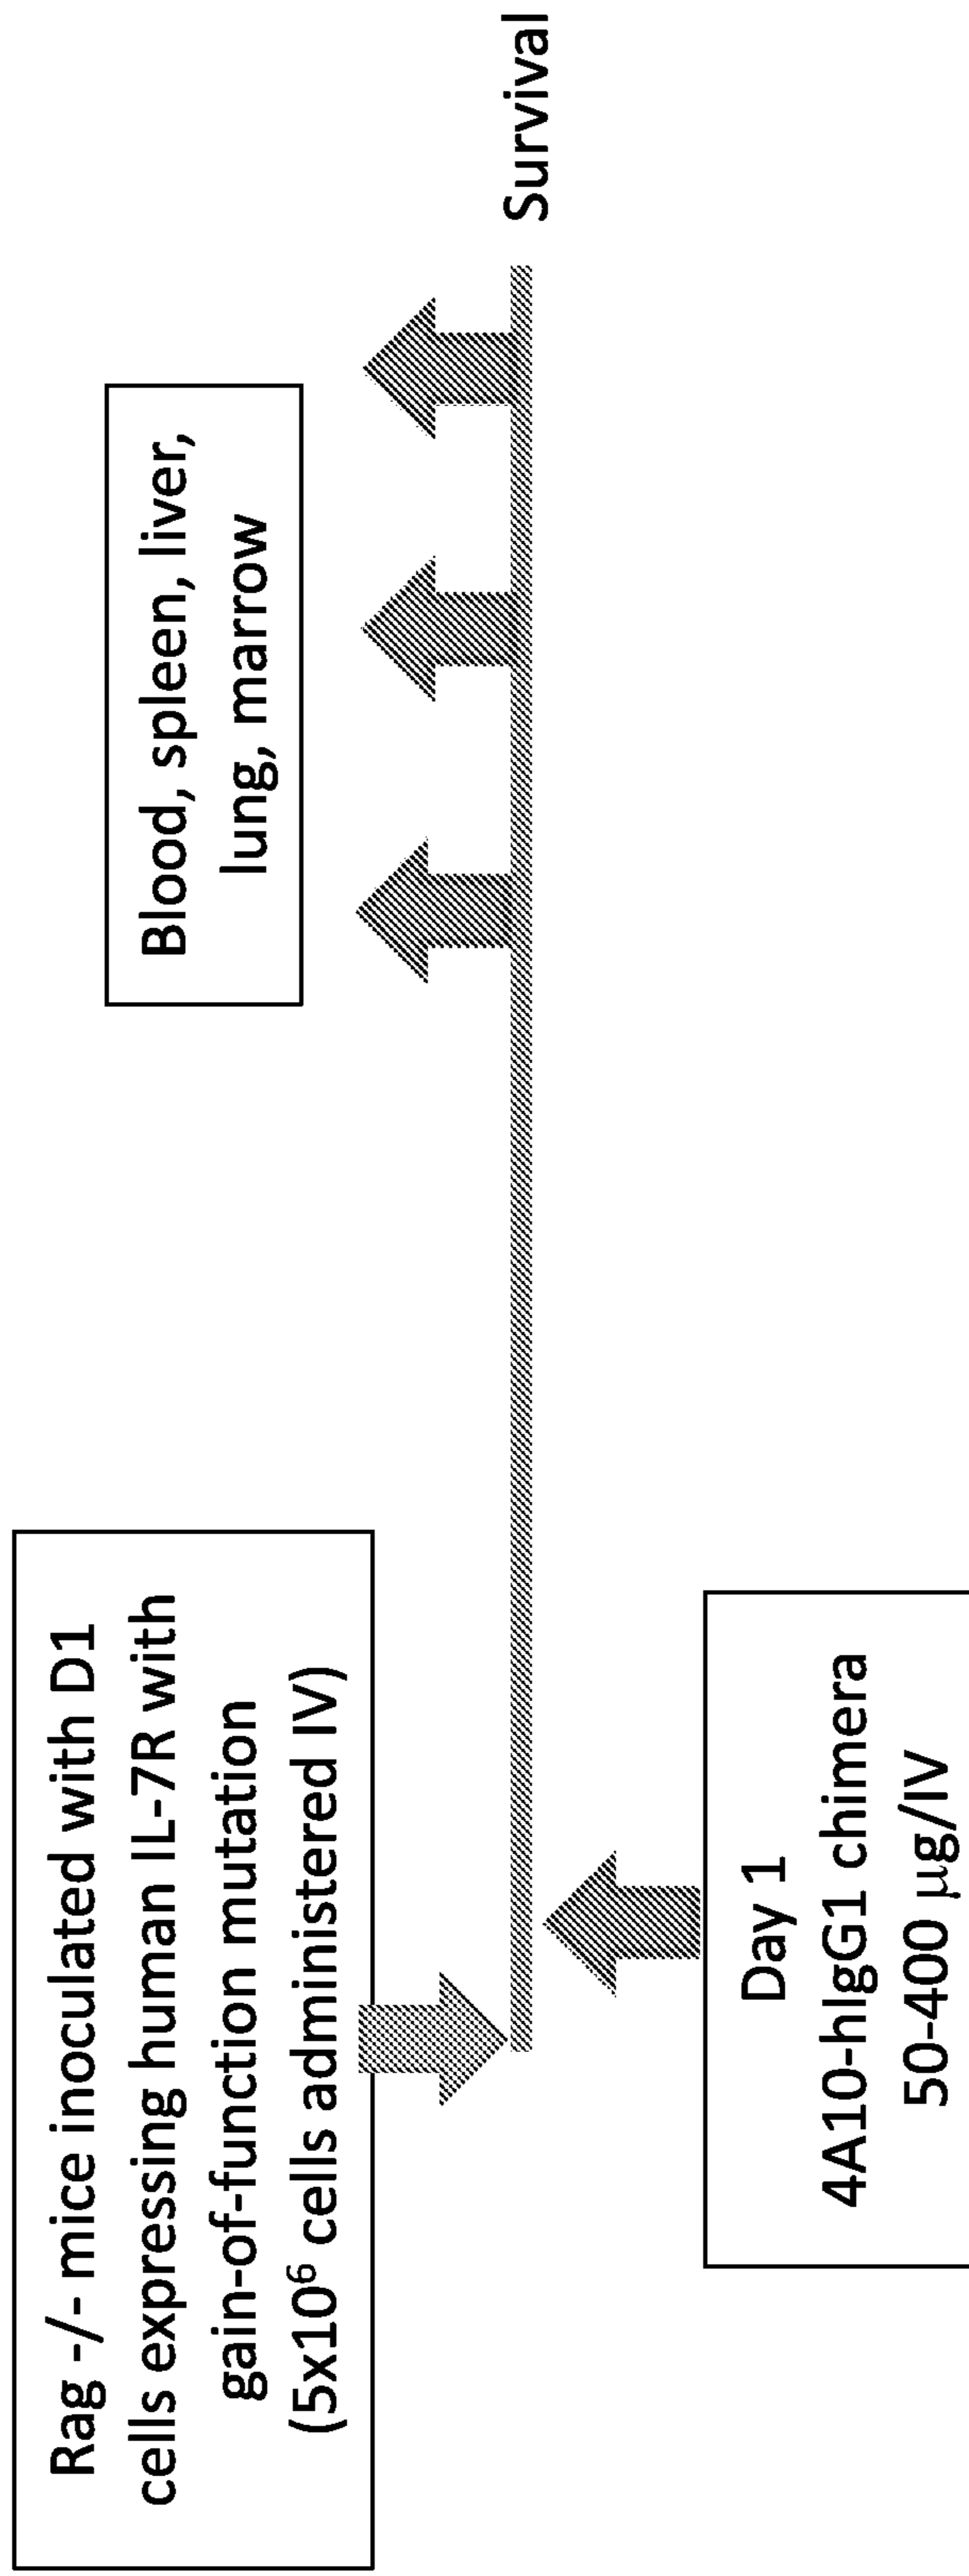 Rag -/- mice inoculated with D1
cells expressing human IL-7R with
gain-of-function mutation
(5x10⁶ cells administered IV)
Blood, spleen, liver,
lung, marrow
Survival
Day 1
4A10-hIgG1 chimera
50-400 μg/IV